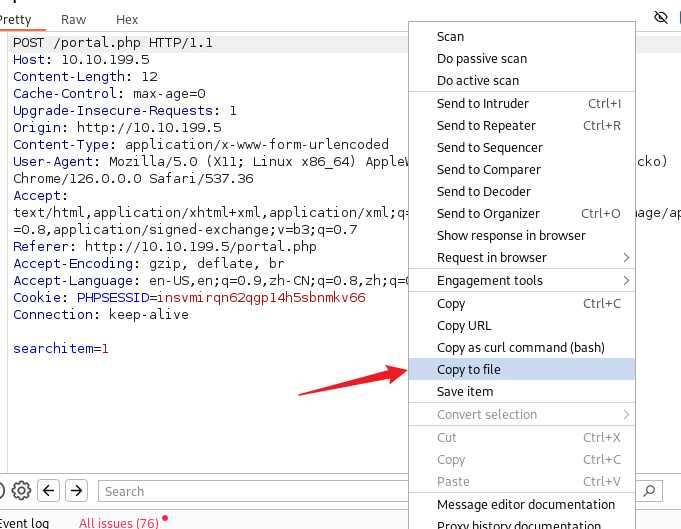 Pretty Raw Hex
POST /portal.php HTTP/1.1
Host: 10.10.199.5
Content-Length: 12
Cache-Control: max-age=0
Upgrade-Insecure-Requests: 1
Origin: http://10.10.199.5
Content-Type: application/x-www-form-urlencoded
User-Agent: Mozilla/5.0 (X11; Linux x86_64) cko)
Chrome/126.0.0.0 Safari/537.36
Accept:
text/html,application/xhtml+xml,application/xml;q=
=0.8,application/signed-exchange;v=b3;q=0.7
Referer: http://10.10.199.5/portal.php
Accept-Encoding: gzip, deflate, br
Accept-Language: en-US,en;q=0.9,zh-CN;q=0.8,zh;q=
Cookie: PHPSESSID=insvmirqn62qgp14h5sbnmkv66
Connection: keep-alive
searchitem=1
Scan
Do passive scan
Do active scan
Send to Intruder Ctrl+I
Send to Repeater Ctrl+R
Send to Sequencer
Send to Comparer
Send to Decoder
Send to Organizer Ctrl+O
Show response in browser
Request in browser
Engagement tools
Copy Ctrl+C
Copy URL
Copy as curl command (bash)
Copy to file
Save item
Convert selection
Cut Ctrl+X
Copy Ctrl+C
Paste Ctrl+V
Message editor documentation
Proxy history documentation
Search
Event log All issues (76)